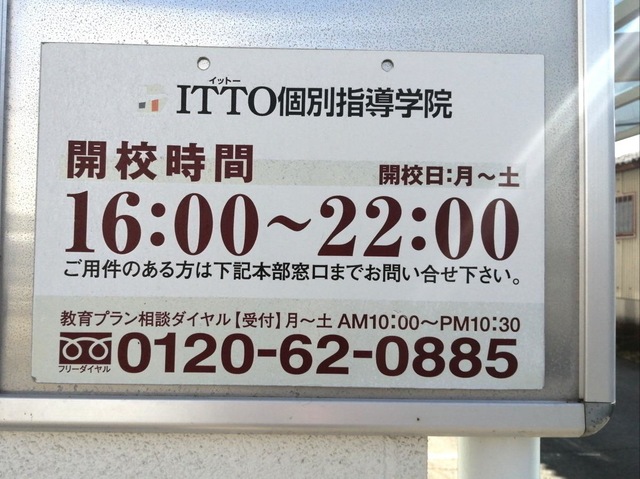 イットー
ITTO個別指導学院
開校時間
開校日:月～土
16:00～22:00
ご用件のある方は下記本部窓口までお問い合せ下さい。
教育プラン相談ダイヤル【受付】月～土 AM10:00～PM10:30
フリーダイヤル
0120-62-0885